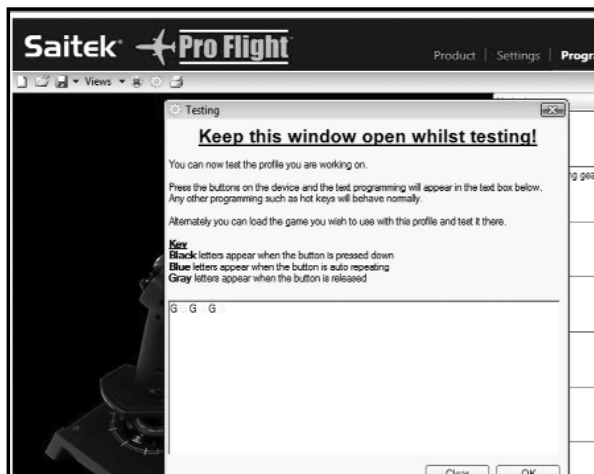 Saitek Pro Flight
Product | Settings | Progr
Views
Testing
Keep this window open whilst testing!
You can now test the profile you are working on.
Press the buttons on the device and the text programming will appear in the text box below.
Any other programming such as hot keys will behave normally.
ng gea
Alternately you can load the game you wish to use with this profile and test it there.
Key
Black letters appear when the button is pressed down
Blue letters appear when the button is auto repeating
Gray letters appear when the button is released
G G G
Clear OK